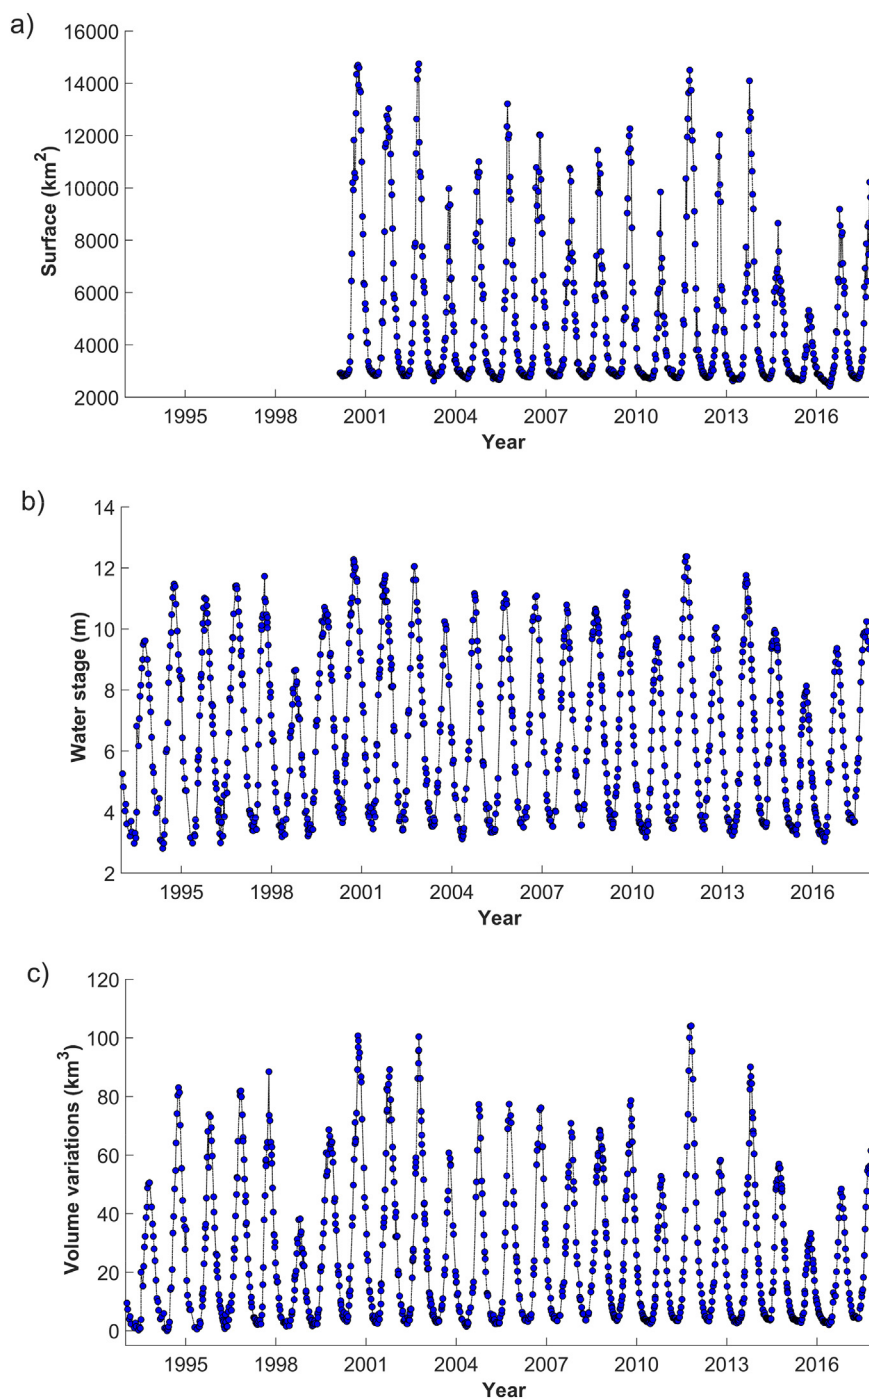 a)
16000
14000
12000
10000
8000
6000
4000
2000
Surface (km²)
1995 1998 2001 2004 2007 2010 2013 2016
Year
b)
14
12
10
8
6
4
2
Water stage (m)
1995 1998 2001 2004 2007 2010 2013 2016
Year
c)
120
100
80
60
40
20
0
Volume variations (km³)
1995 1998 2001 2004 2007 2010 2013 2016
Year